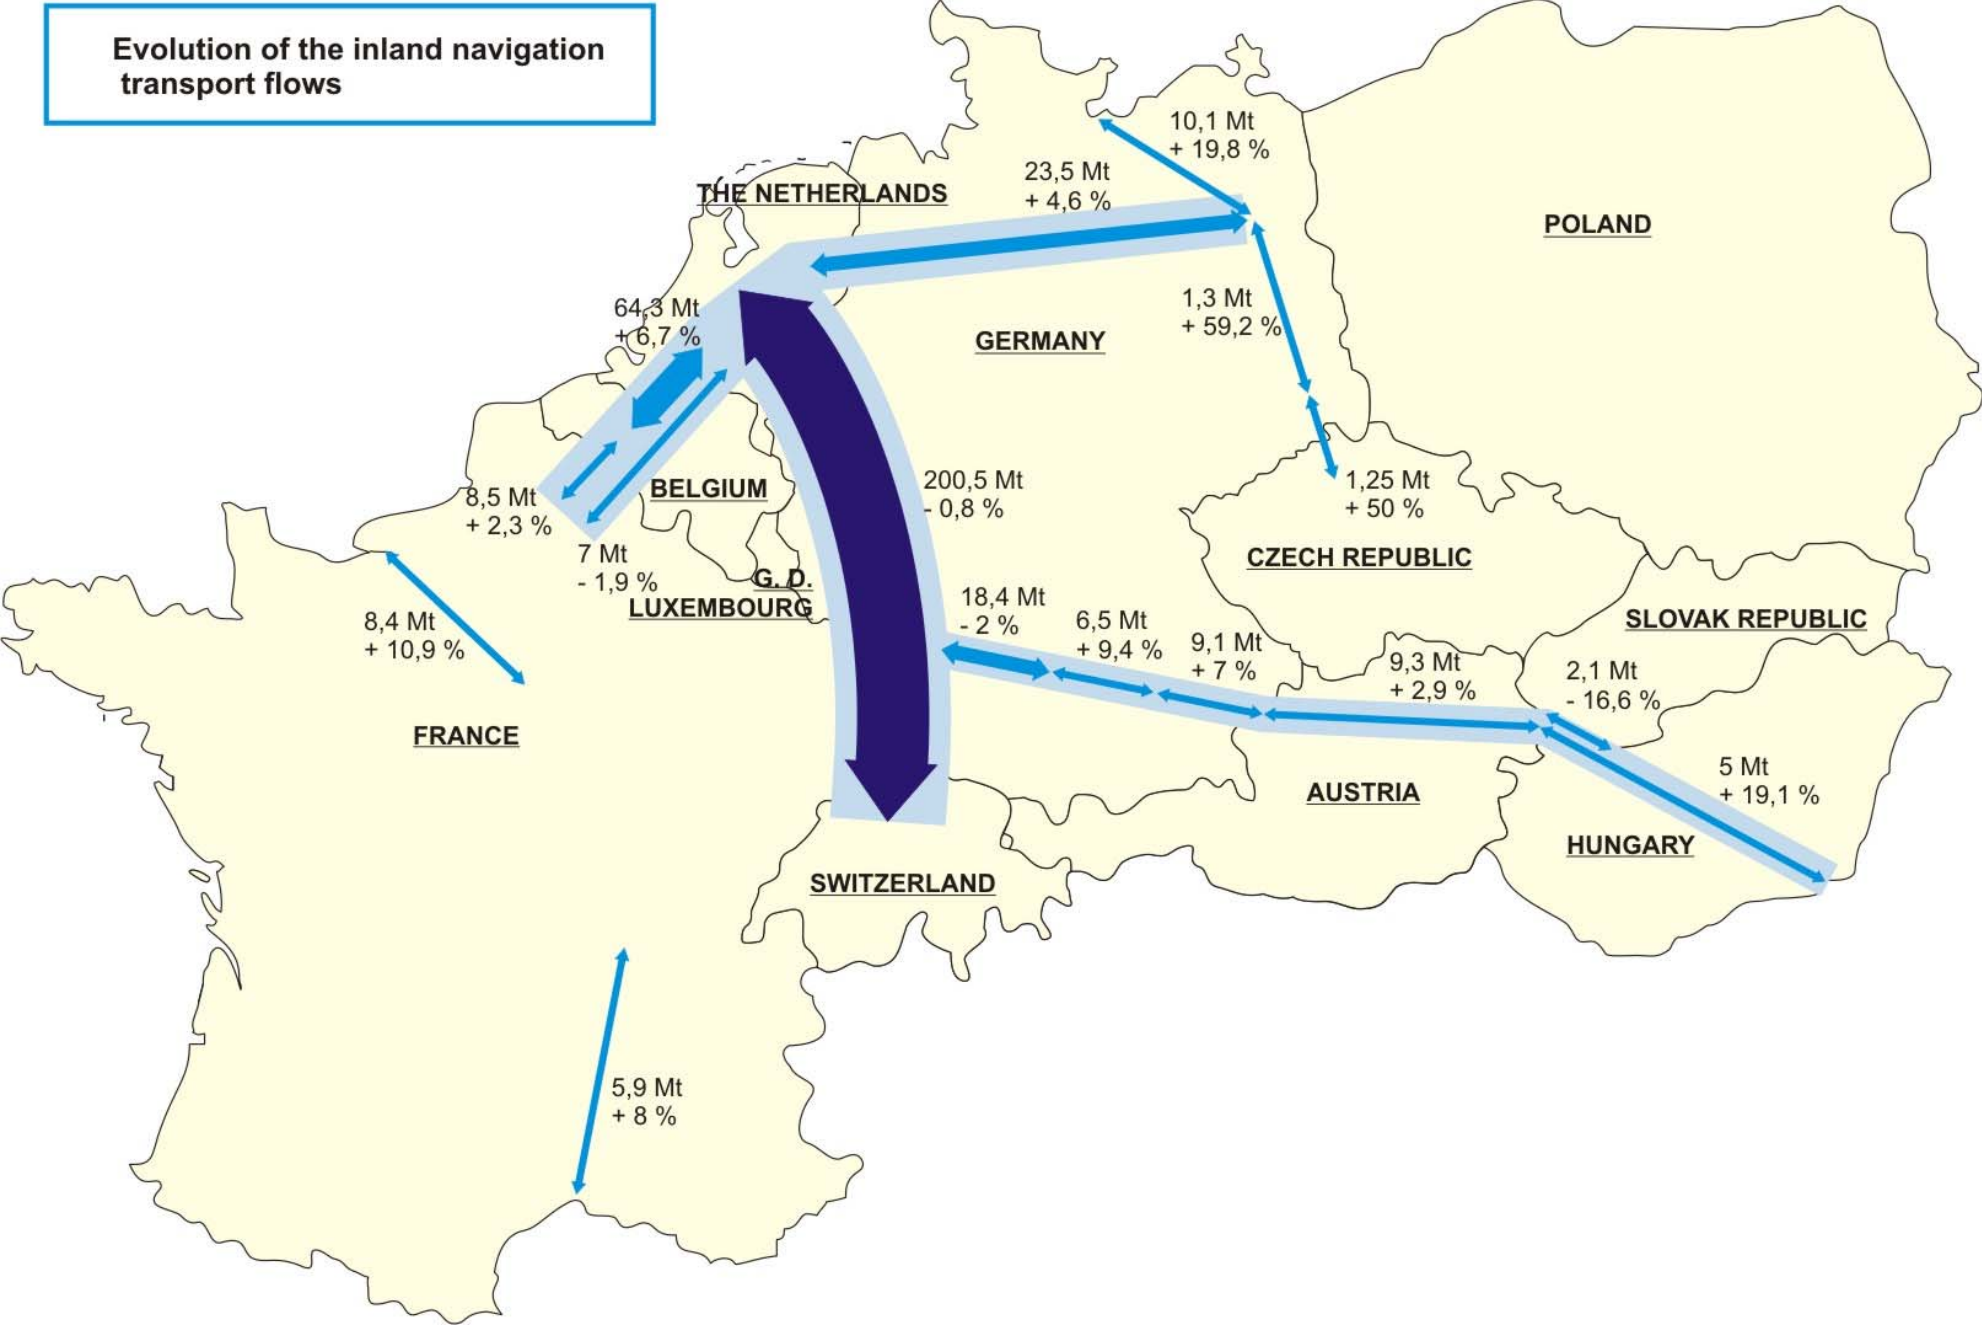 Evolution of the inland navigation
transport flows
10,1 Mt
+ 19,8 %
23,5 Mt
+ 4,6 %
THE NETHERLANDS
POLAND
64,3 Mt
+ 6,7 %
1,3 Mt
+ 59,2 %
GERMANY
200,5 Mt
- 0,8 %
1,25 Mt
+ 50 %
BELGIUM
8,5 Mt
+ 2,3 %
7 Mt
- 1,9 %
CZECH REPUBLIC
G. D.
LUXEMBOURG
8,4 Mt
+ 10,9 %
18,4 Mt
- 2 %
6,5 Mt
+ 9,4 %
9,1 Mt
+ 7 %
9,3 Mt
+ 2,9 %
SLOVAK REPUBLIC
2,1 Mt
- 16,6 %
FRANCE
AUSTRIA
5 Mt
+ 19,1 %
HUNGARY
SWITZERLAND
5,9 Mt
+ 8 %